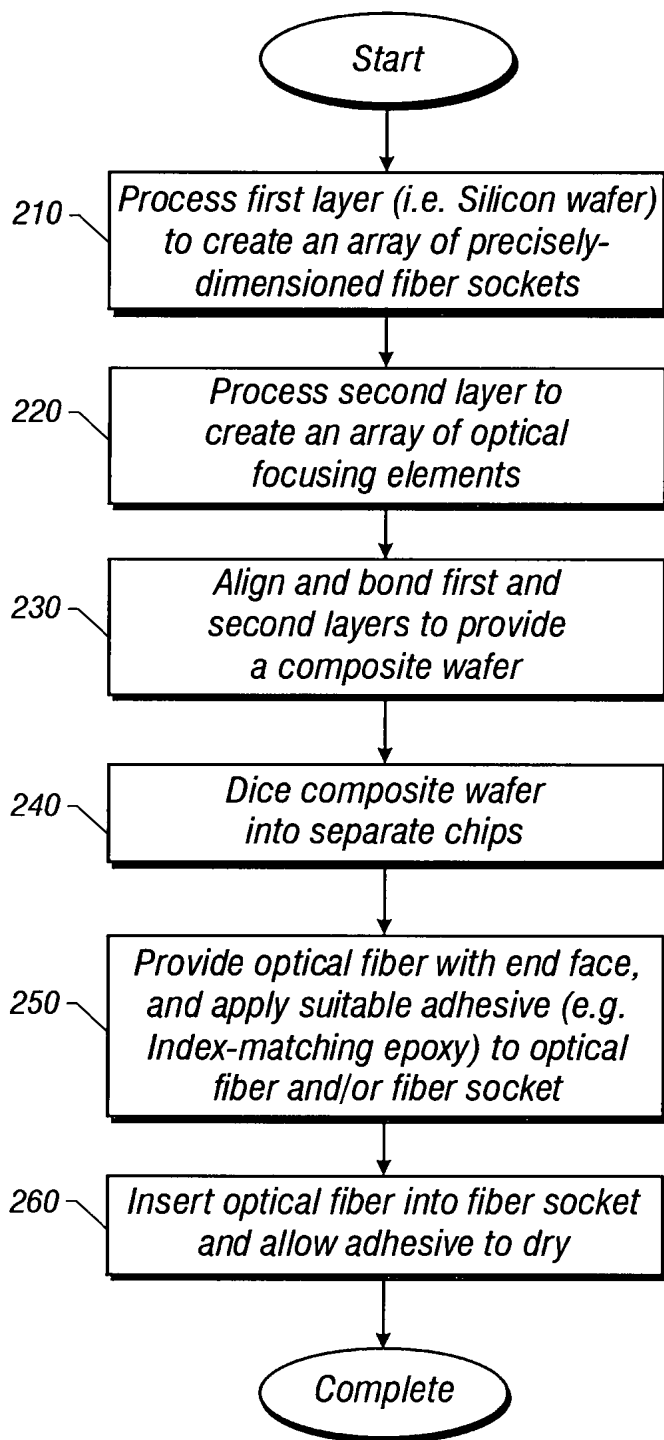 Start
210
Process first layer (i.e. Silicon wafer)
to create an array of precisely-
dimensioned fiber sockets
220
Process second layer to
create an array of optical
focusing elements
230
Align and bond first and
second layers to provide
a composite wafer
240
Dice composite wafer
into separate chips
250
Provide optical fiber with end face,
and apply suitable adhesive (e.g.
Index-matching epoxy) to optical
fiber and/or fiber socket
260
Insert optical fiber into fiber socket
and allow adhesive to dry
Complete